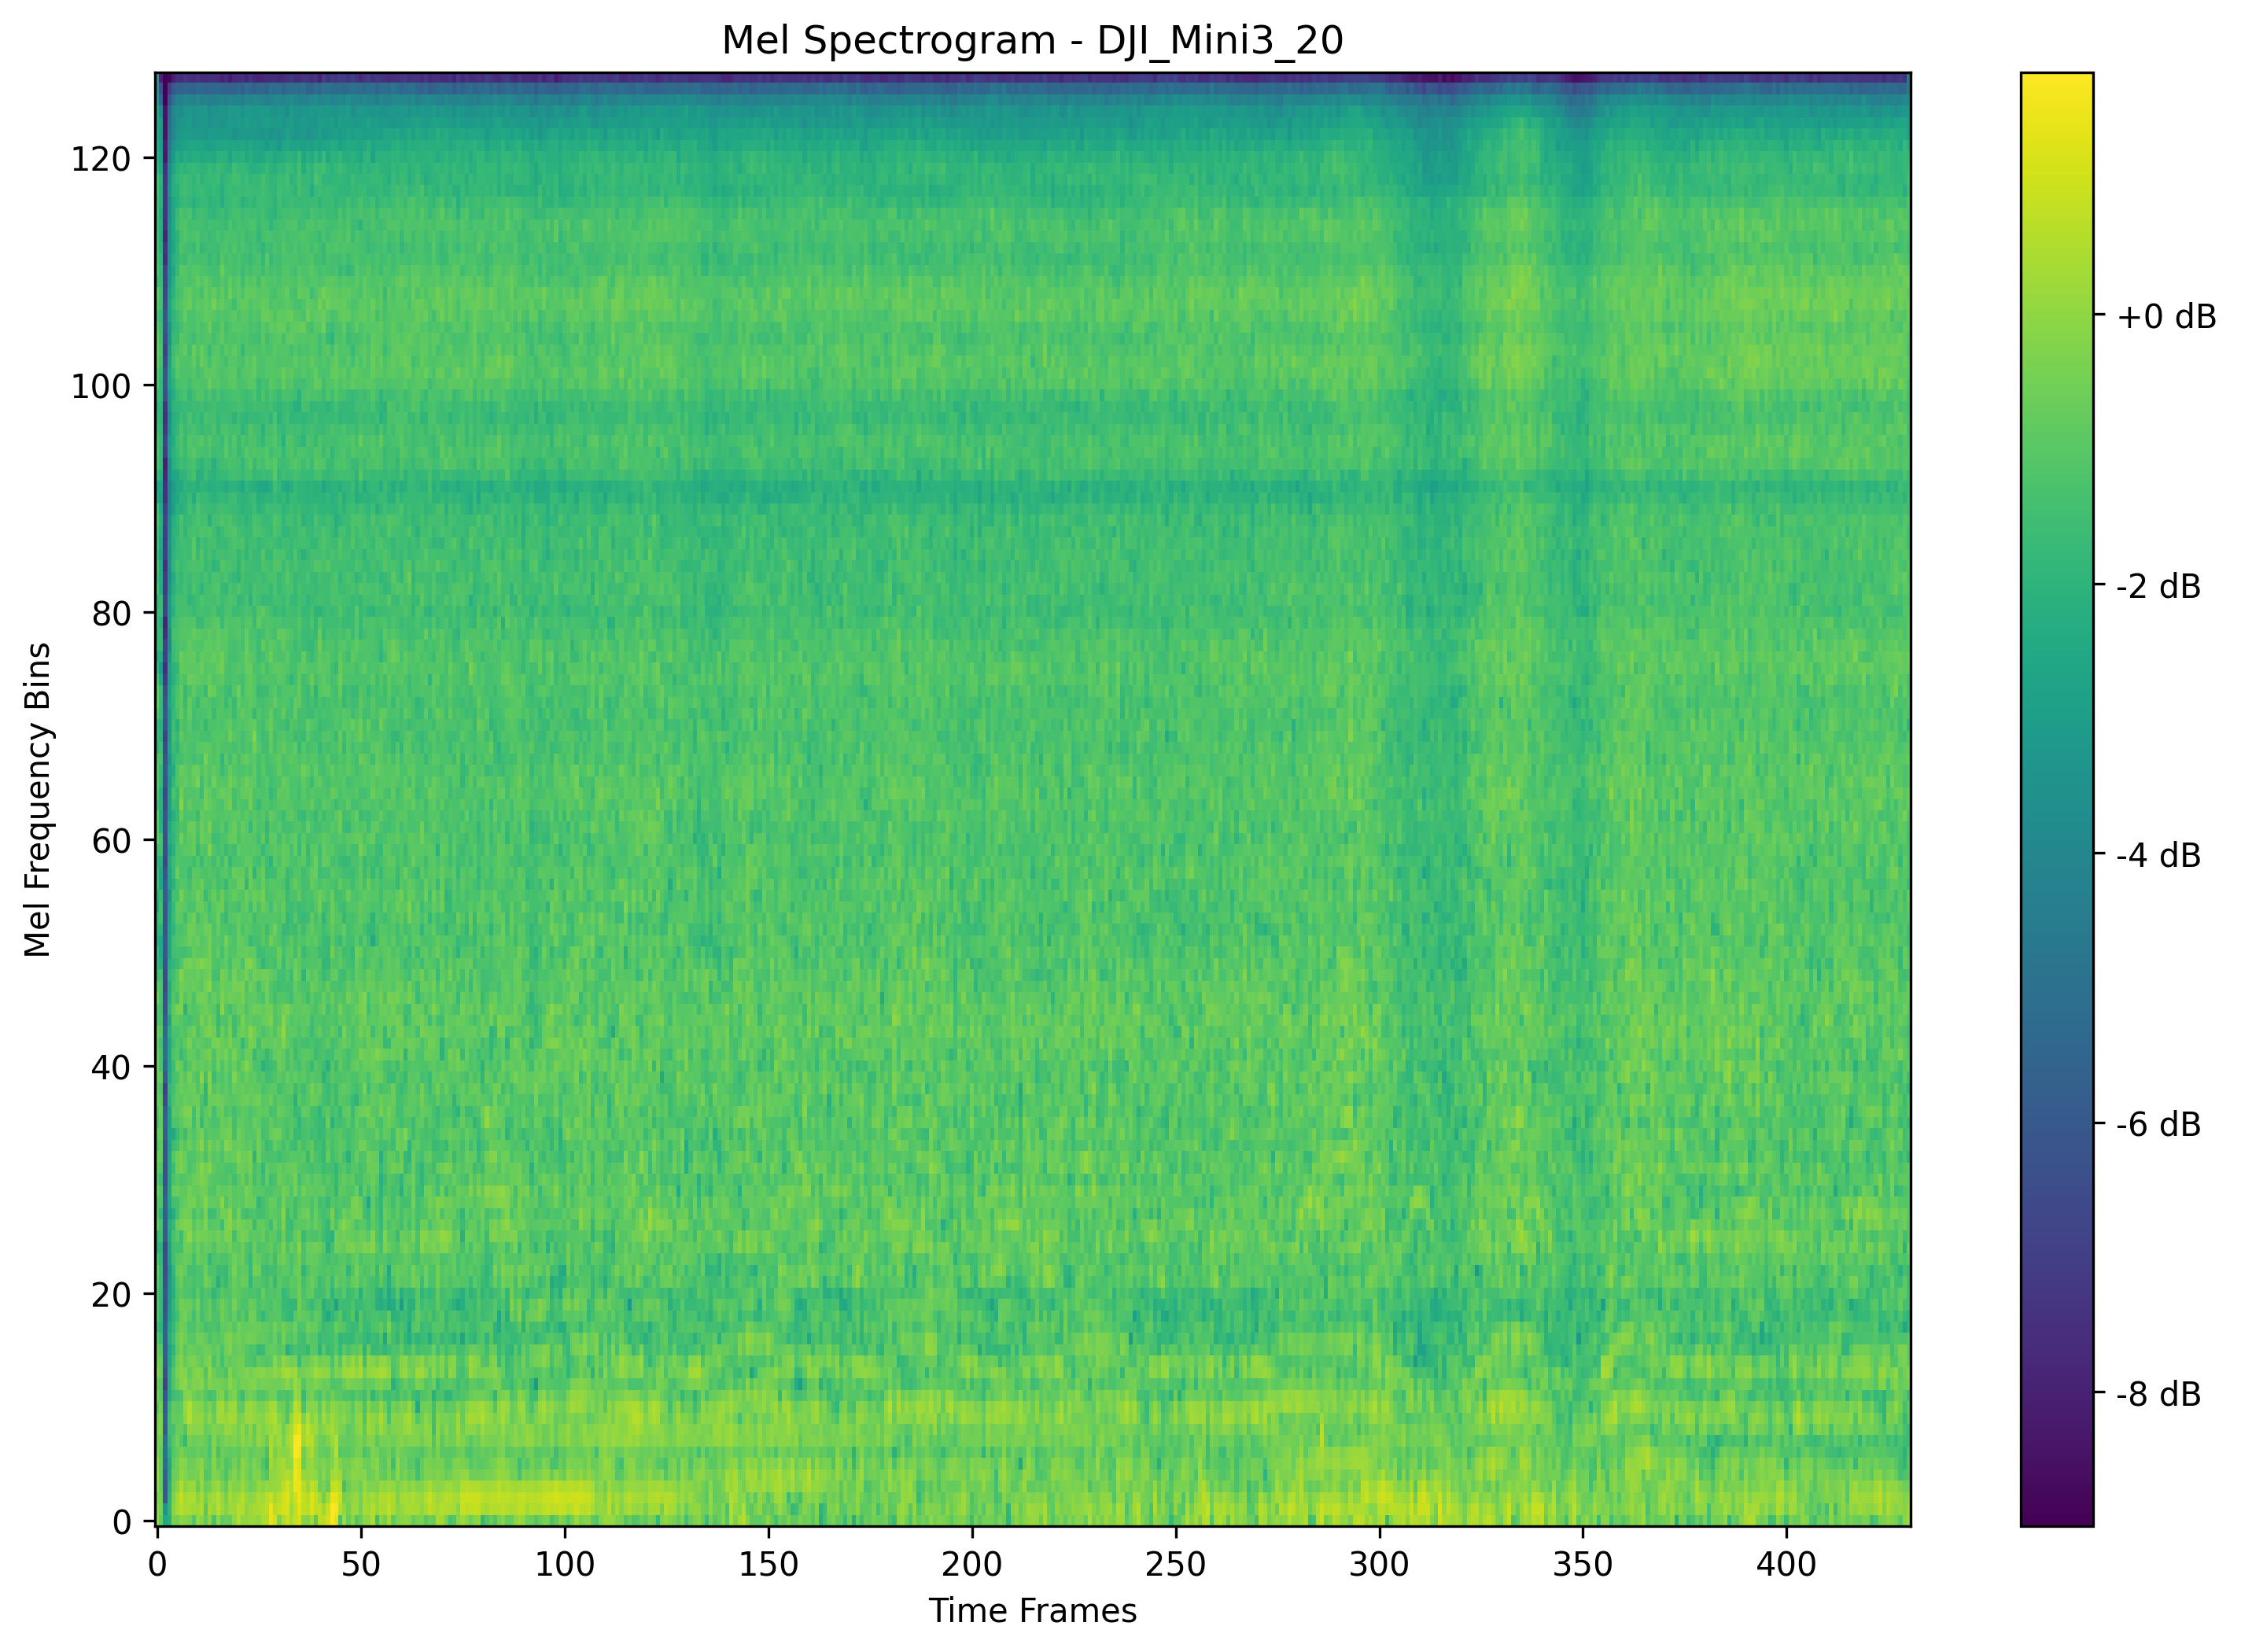 Mel Spectrogram - DJI_Mini3_20
120
100
80
60
40
20
0
Mel Frequency Bins
0 50 100 150 200 250 300 350 400
Time Frames
+0 dB
-2 dB
-4 dB
-6 dB
-8 dB